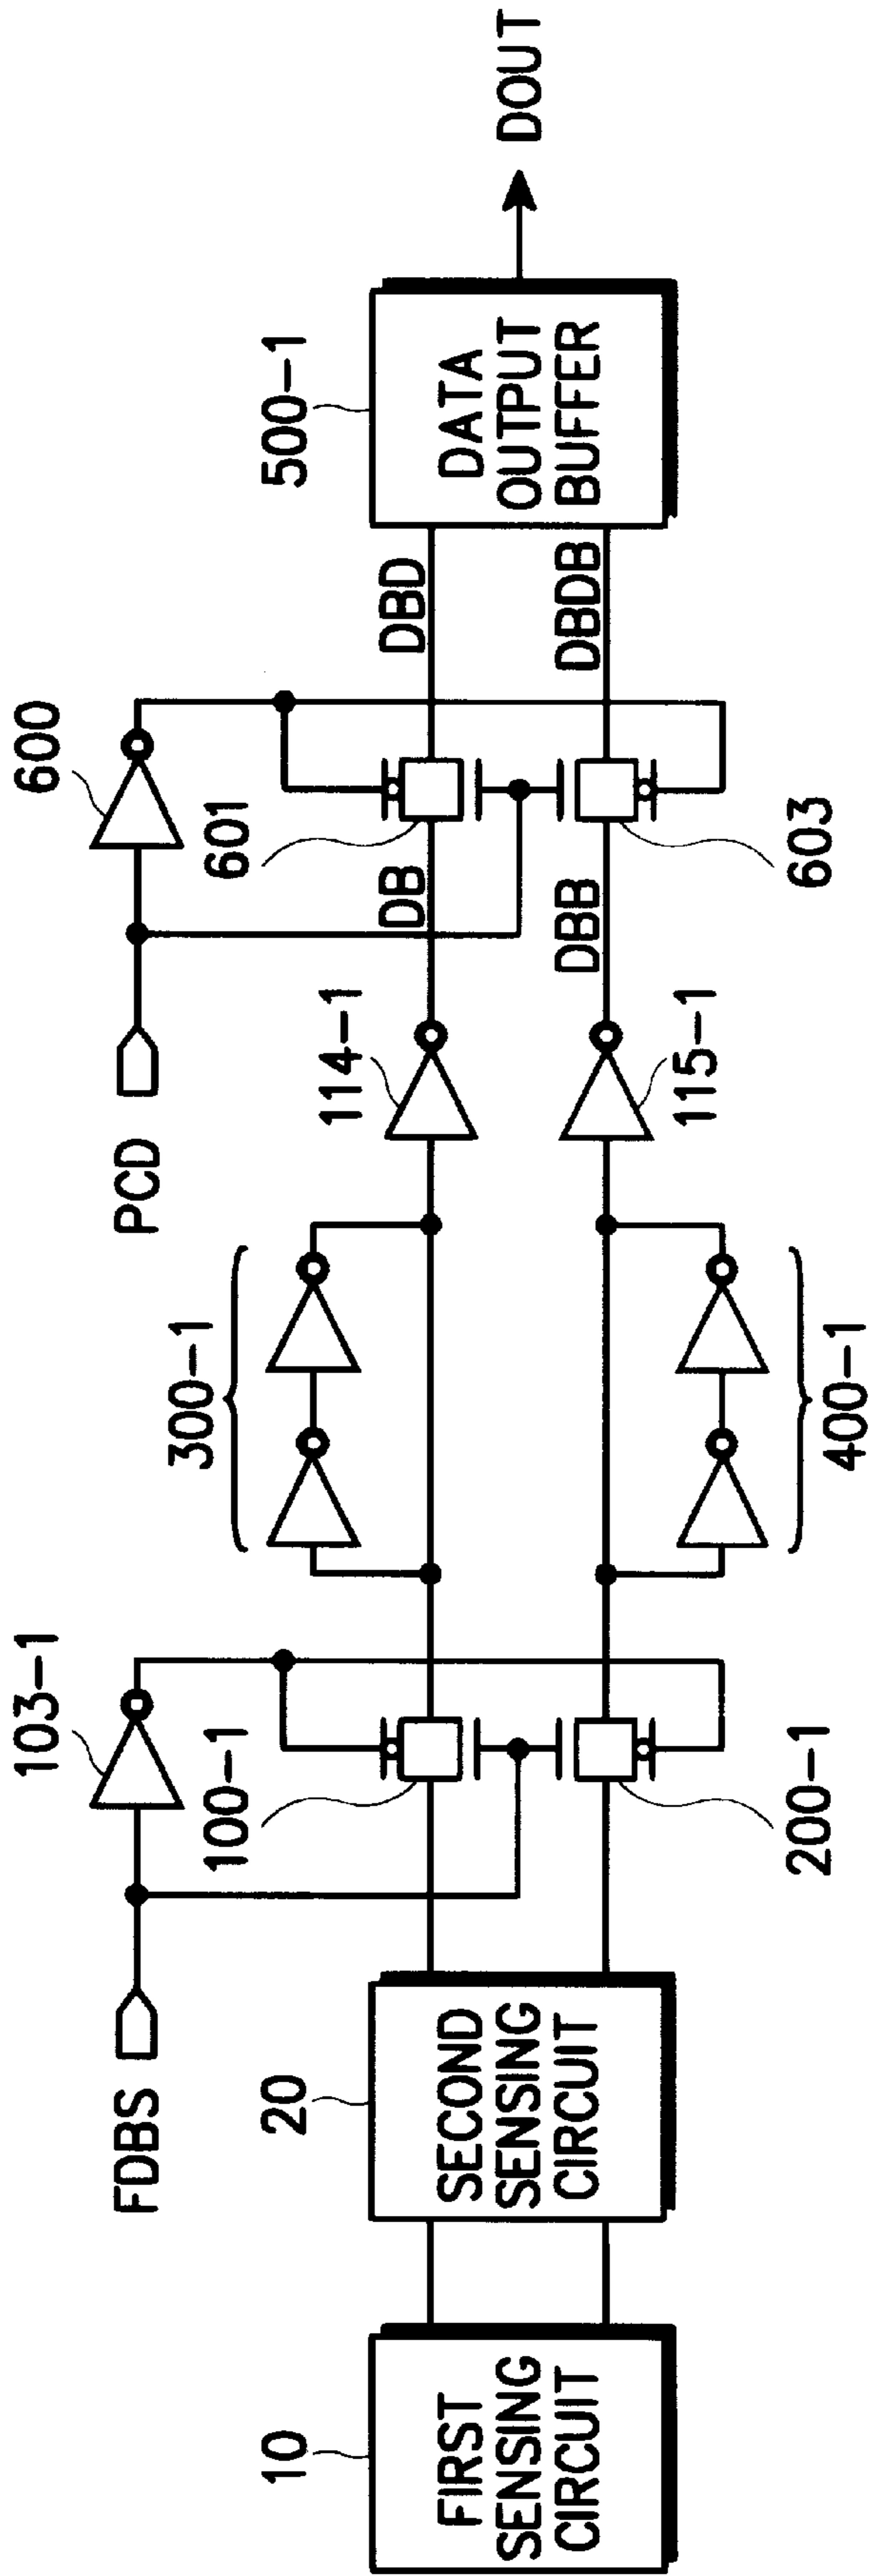 FDBS
103-1
PCD
600
10
FIRST
SENSING
CIRCUIT
20
SECOND
SENSING
CIRCUIT
100-1
200-1
300-1
400-1
114-1
115-1
DB
DBB
601
603
DBD
DBDB
500-1
DATA
OUTPUT
BUFFER
DOUT